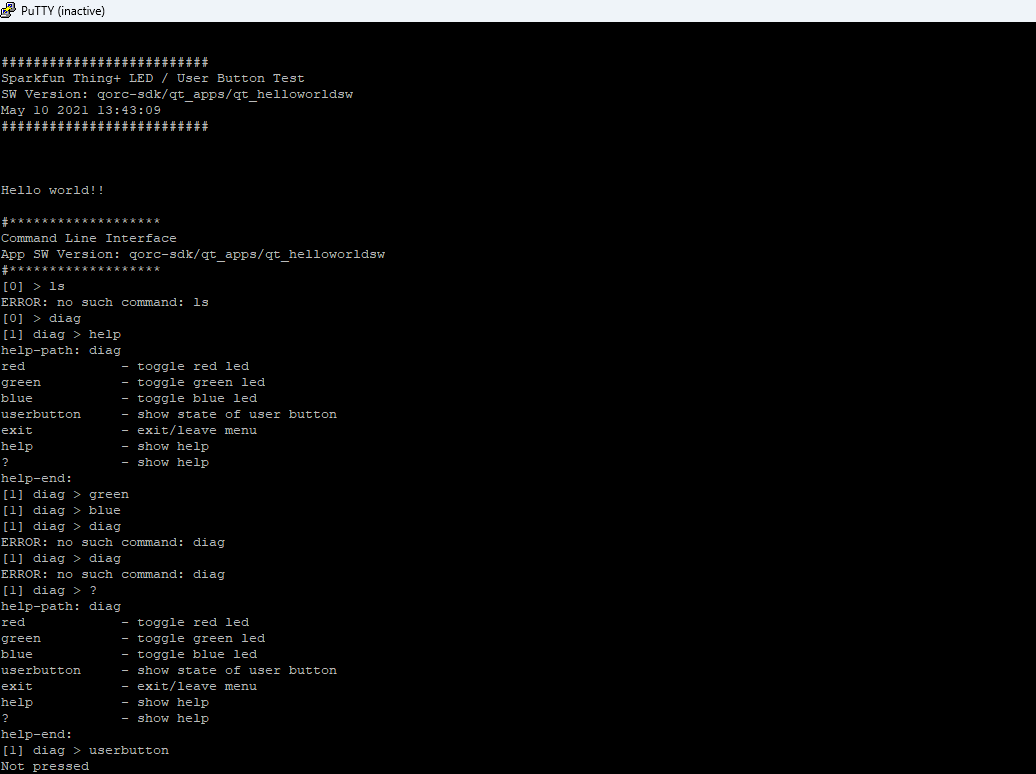 PuTTY (inactive)
##########################
Sparkfun Thing+ LED / User Button Test
SW Version: qorc-sdk/qt_apps/qt_helloworldsw
May 10 2021 13:43:09
##########################
Hello world!!
#*******************
Command Line Interface
App SW Version: qorc-sdk/qt_apps/qt_helloworldsw
#*******************
[0] > ls
ERROR: no such command: ls
[0] > diag
[1] diag > help
help-path: diag
red            - toggle red led
green          - toggle green led
blue           - toggle blue led
userbutton     - show state of user button
exit           - exit/leave menu
help           - show help
?              - show help
help-end:
[1] diag > green
[1] diag > blue
[1] diag > diag
ERROR: no such command: diag
[1] diag > diag
ERROR: no such command: diag
[1] diag > ?
help-path: diag
red            - toggle red led
green          - toggle green led
blue           - toggle blue led
userbutton     - show state of user button
exit           - exit/leave menu
help           - show help
?              - show help
help-end:
[1] diag > userbutton
Not pressed